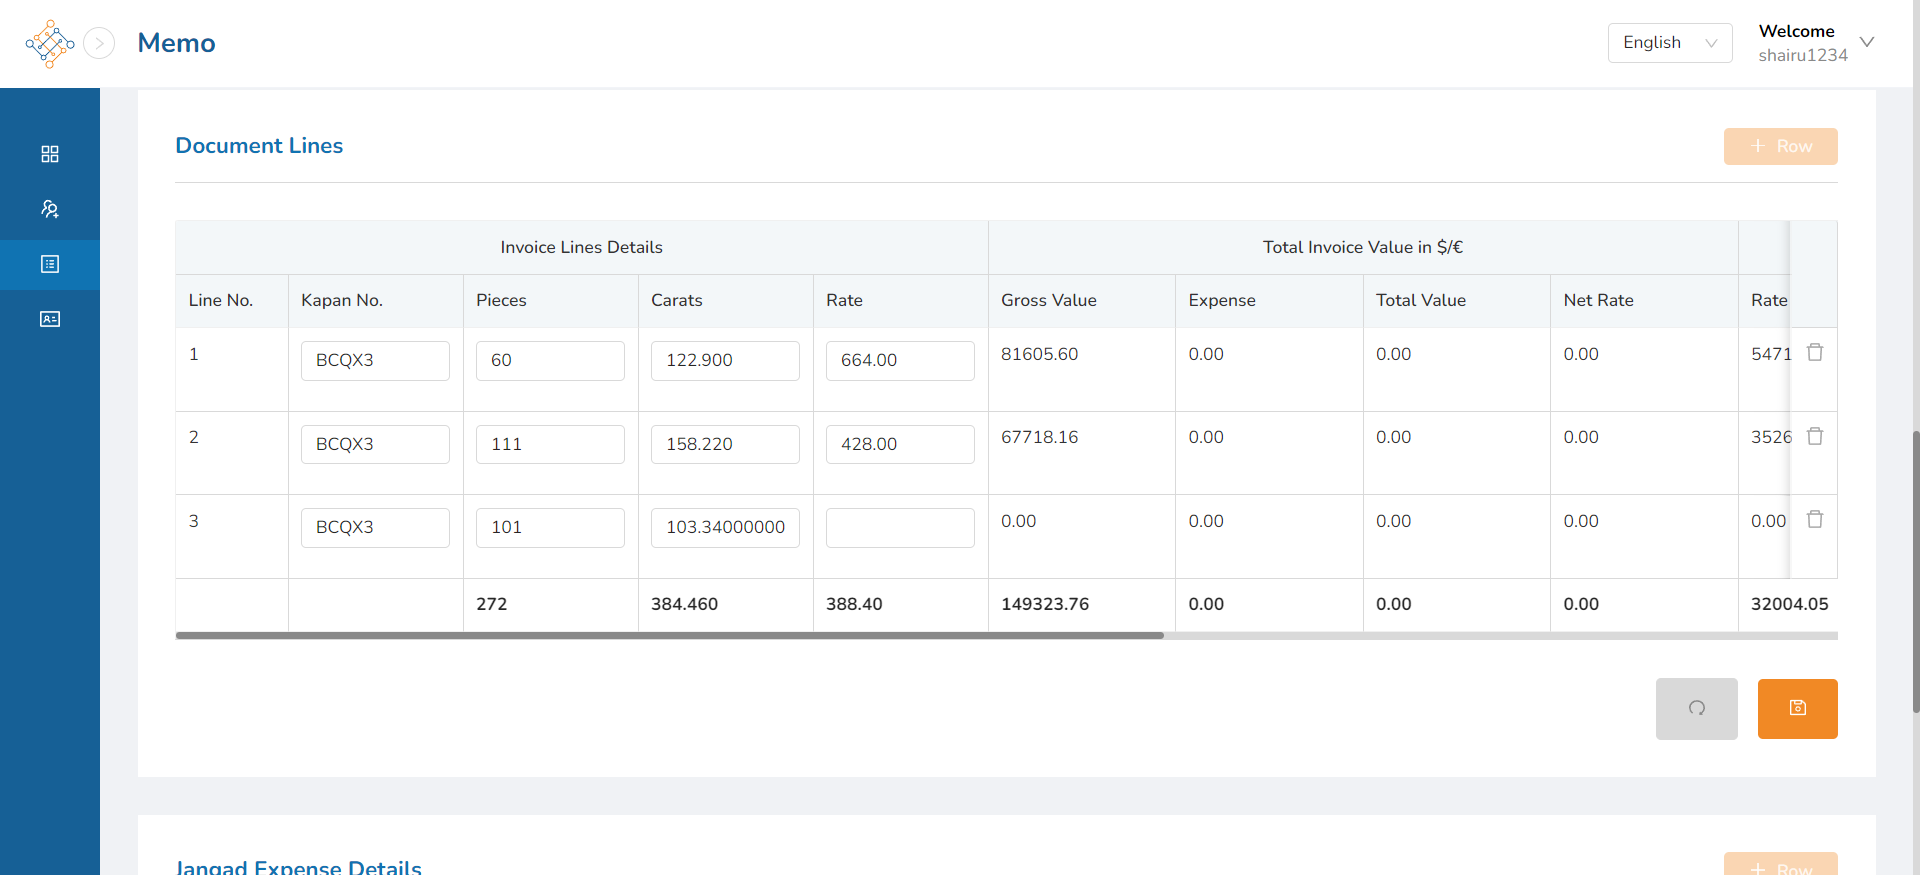 Memo
English
Welcome
shairu1234
Document Lines
+ Row
Invoice Lines Details Total Invoice Value in $/€
Line No. Kapan No. Pieces Carats Rate Gross Value Expense Total Value Net Rate Rate
1 BCQX3 60 122.900 664.00 81605.60 0.00 0.00 0.00 5471
2 BCQX3 111 158.220 428.00 67718.16 0.00 0.00 0.00 3526
3 BCQX3 101 103.34000000 0.00 0.00 0.00 0.00 0.00
272 384.460 388.40 149323.76 0.00 0.00 0.00 32004.05
Jangad Expense Details
+ Row